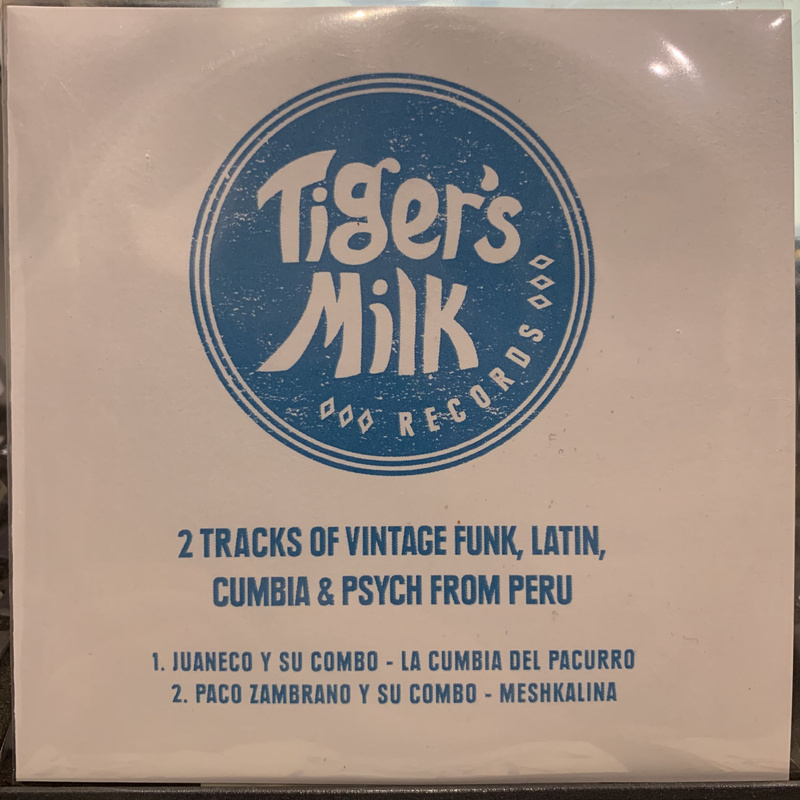 Tiger's
Milk
RECORDS
2 TRACKS OF VINTAGE FUNK, LATIN,
CUMBIA & PSYCH FROM PERU
1. JUANECO Y SU COMBO - LA CUMBIA DEL PACURRO
2. PACO ZAMBRANO Y SU COMBO - MESHKALINA